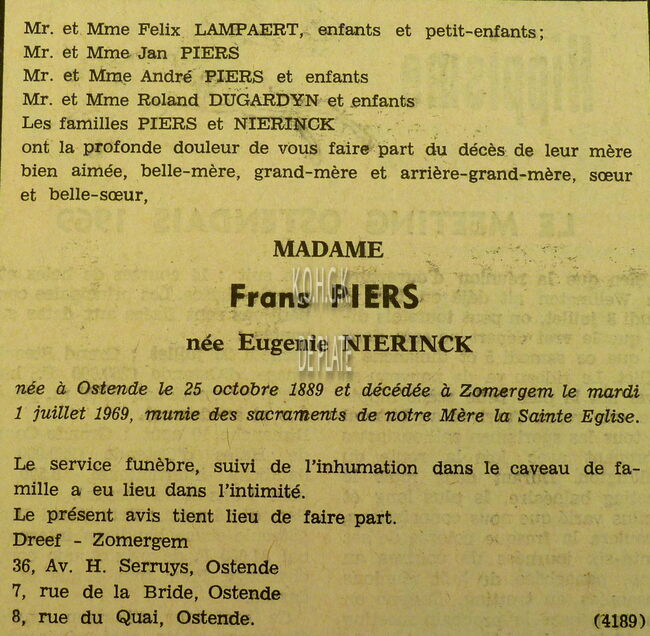 Mr. et Mme Felix LAMPAERT, enfants et petit-enfants;
Mr. et Mme Jan PIERS
Mr. et Mme André PIERS et enfants
Mr. et Mme Roland DUGARDYN et enfants
Les familles PIERS et NIERINCK
ont la profonde douleur de vous faire part du décès de leur mère
bien aimée, belle-mère, grand-mère et arrière-grand-mère, sœur
et belle-sœur,
MADAME
Frans PIERS
née Eugenie NIERINCK
KOHGK
DE PLATE
née à Ostende le 25 octobre 1889 et décédée à Zomergem le mardi
1 juillet 1969, munie des sacraments de notre Mère la Sainte Eglise.
Le service funèbre, suivi de l'inhumation dans le caveau de fa-
mille a eu lieu dans l'intimité.
Le présent avis tient lieu de faire part.
Dreef - Zomergem
36, Av. H. Serruys, Ostende
7, rue de la Bride, Ostende
8, rue du Quai, Ostende.
(4189)